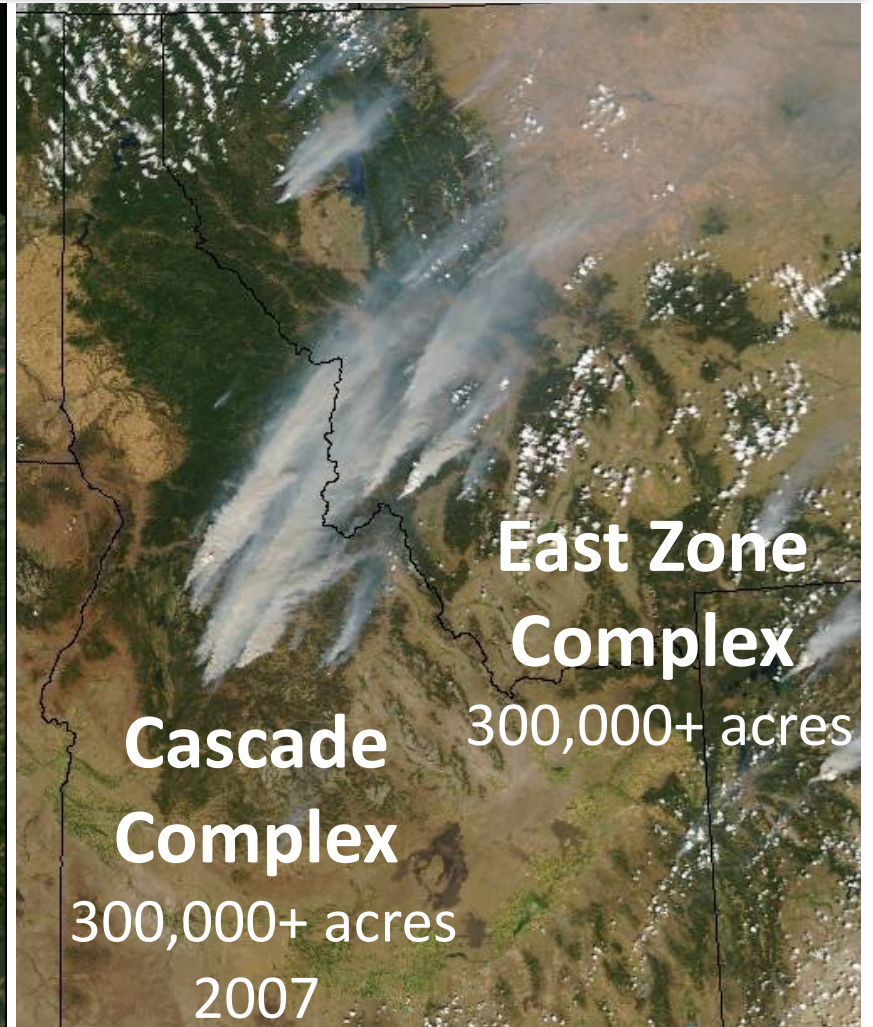 East Zone
Complex
300,000+ acres
Cascade
Complex
300,000+ acres
2007